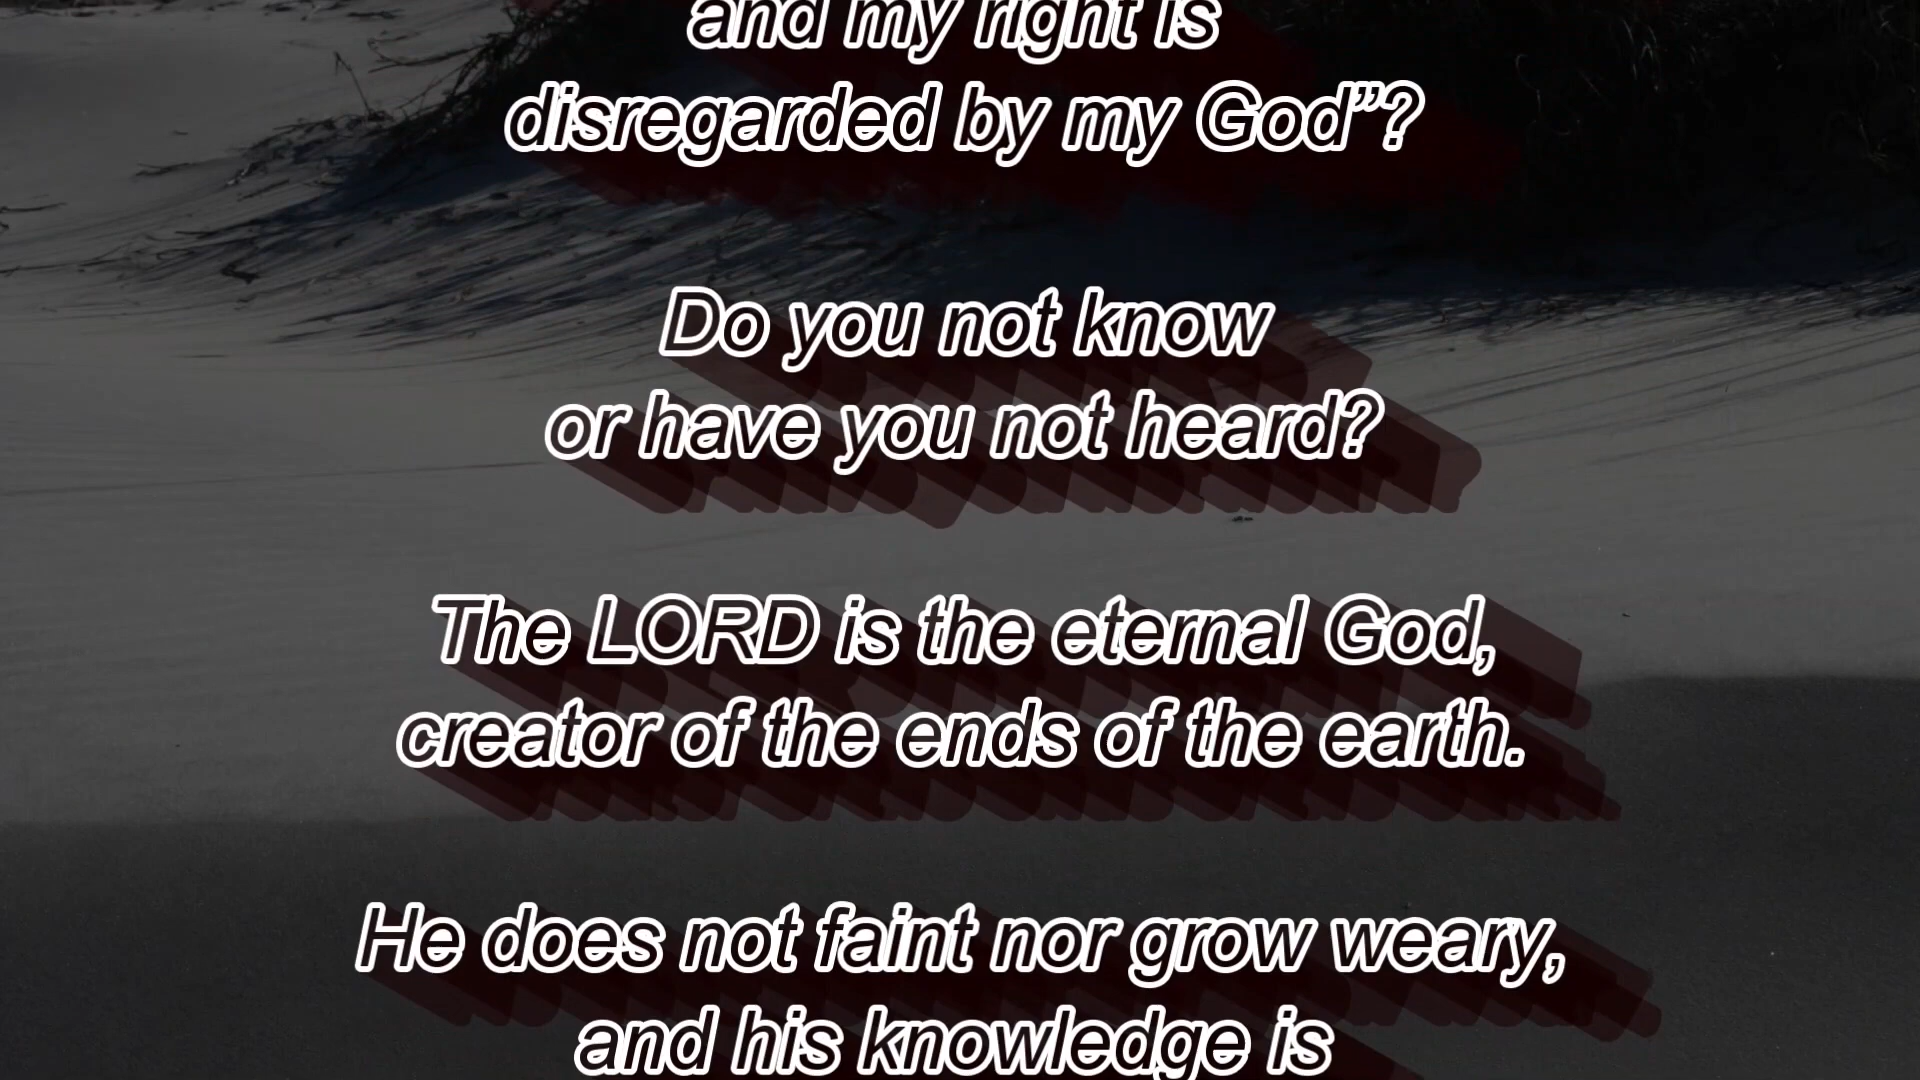 and my right is
disregarded by my God”?
Do you not know
or have you not heard?
The LORD is the eternal God,
creator of the ends of the earth.
He does not faint nor grow weary,
and his knowledge is